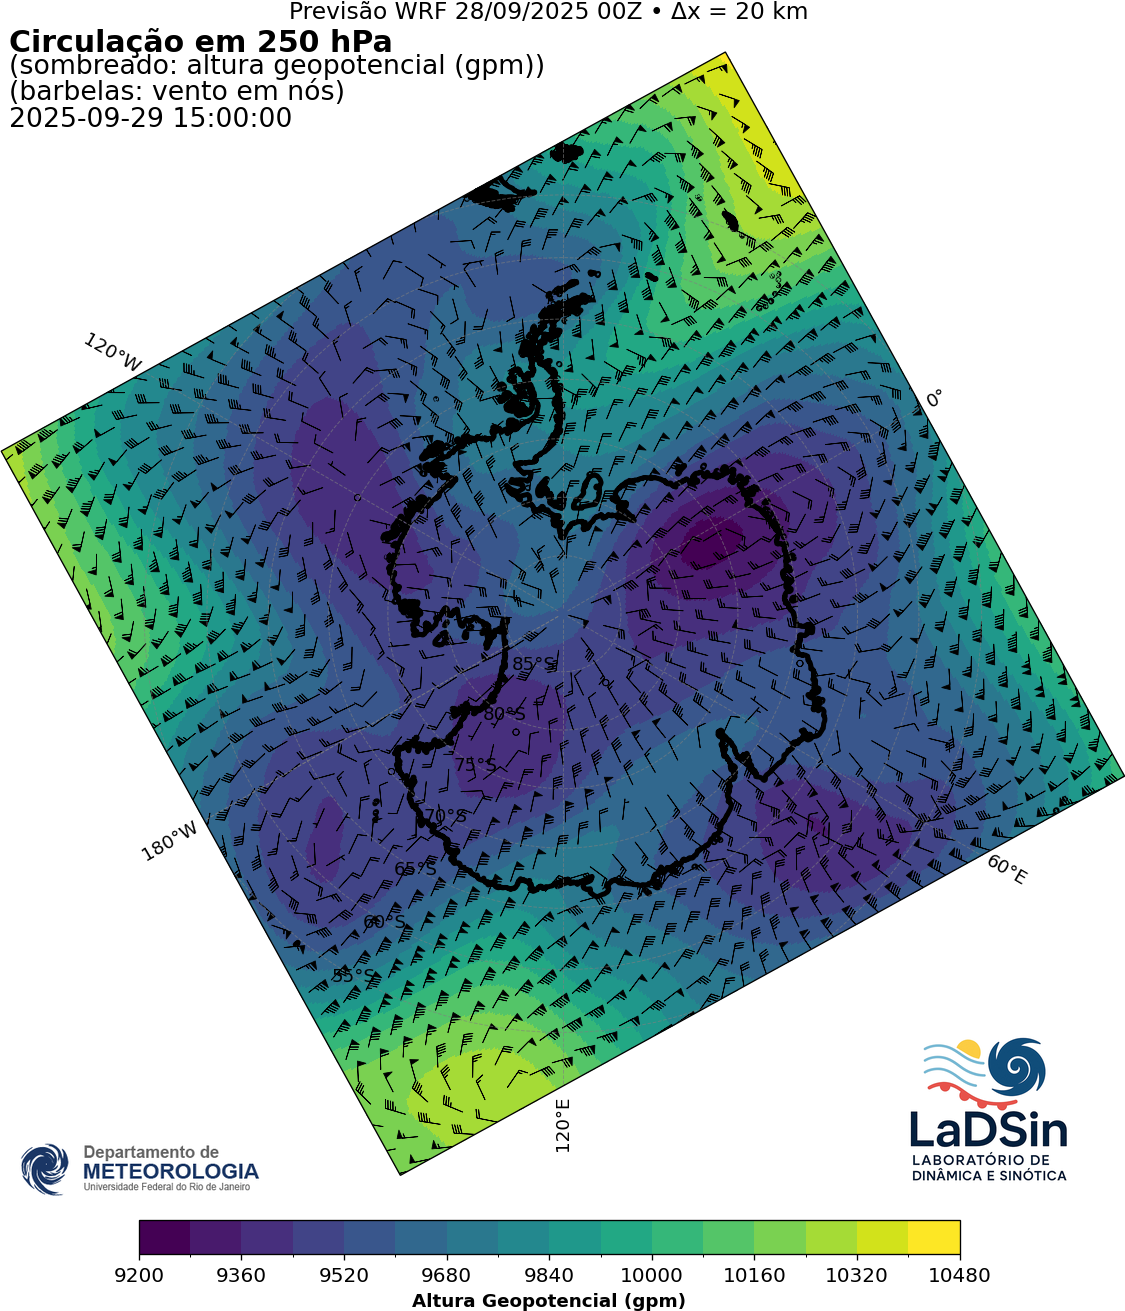 Previsão WRF 28/09/2025 00Z • Δx = 20 km
Circulação em 250 hPa
(sombreado: altura geopotencial (gpm))
(barbelas: vento em nós)
2025-09-29 15:00:00
120°W
0°
85°S
80°S
75°S
70°S
65°S
60°S
55°S
180°W
60°E
120°E
LaDSin
LABORATÓRIO DE
DINÂMICA E SINÓTICA
Departamento de
METEOROLOGIA
Universidade Federal do Rio de Janeiro
9200 9360 9520 9680 9840 10000 10160 10320 10480
Altura Geopotencial (gpm)